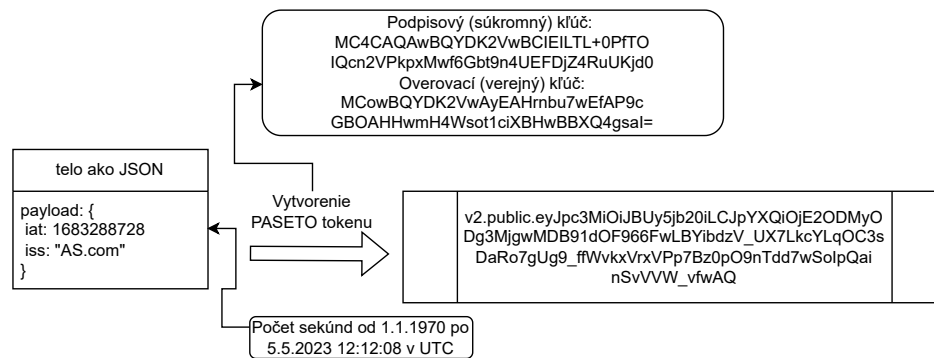 Podpisový (súkromný) kľúč:
MC4CAQAwBQYDK2VwBCIEILTL+0PfTO
IQcn2VPkpxMwf6Gbt9n4UEFDjZ4RuUKjd0
Overovací (verejný) kľúč:
MCowBQYDK2VwAyEAHrnbu7wEfAP9c
GBOAHHwmH4Wsot1ciXBHwBBXQ4gsaI=
telo ako JSON
payload: {
iat: 1683288728
iss: "AS.com"
}
Vytvorenie
PASETO tokenu
v2.public.eyJpc3MiOiJBUy5jb20iLCJpYXQiOjE2ODMyO
Dg3MjgwMDB91dOF966FwLBYibdzV_UX7LkcYLqOC3s
DaRo7gUg9_ffWvkxVrxVPp7Bz0pO9nTdd7wSoIpQai
nSvVVW_vfwAQ
Počet sekúnd od 1.1.1970 po
5.5.2023 12:12:08 v UTC